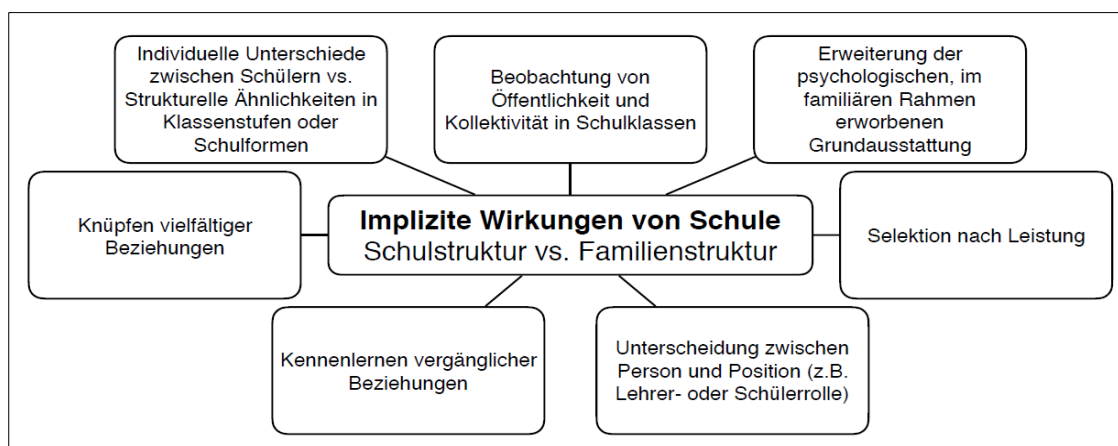 Individuelle Unterschiede
zwischen Schülern vs.
Strukturelle Ähnlichkeiten in
Klassenstufen oder
Schulformen
Beobachtung von
Öffentlichkeit und
Kollektivität in Schulklassen
Erweiterung der
psychologischen, im
familiären Rahmen
erworbenen
Grundausstattung
Knüpfen vielfältiger
Beziehungen
Implizite Wirkungen von Schule
Schulstruktur vs. Familienstruktur
Selektion nach Leistung
Kennenlernen vergänglicher
Beziehungen
Unterscheidung zwischen
Person und Position (z.B.
Lehrer- oder Schülerrolle)